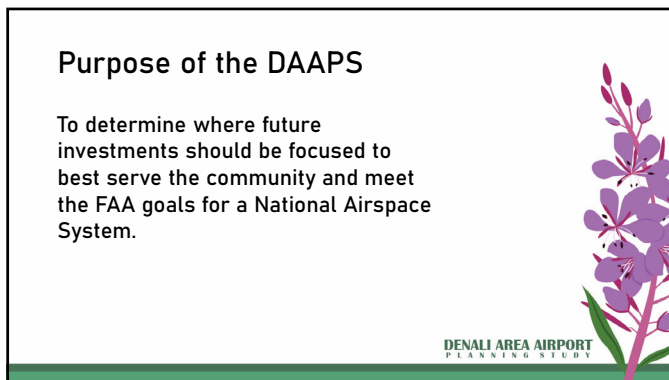 Purpose of the DAAPS
To determine where future
investments should be focused to
best serve the community and meet
the FAA goals for a National Airspace
System.
DENALI AREA AIRPORT
PLANNING STUDY